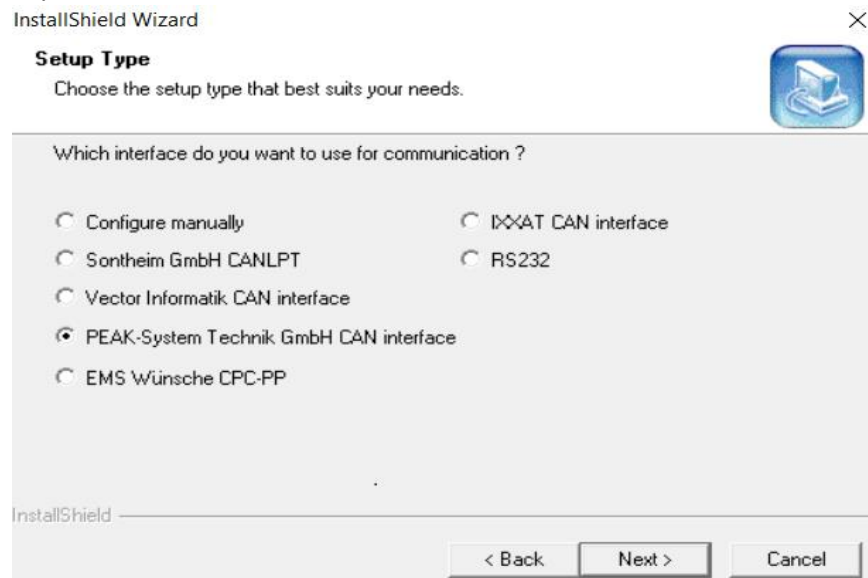 InstallShield Wizard
Setup Type
Choose the setup type that best suits your needs.
Which interface do you want to use for communication ?
Configure manually
Sontheim GmbH CANLPT
Vector Informatik CAN interface
PEAK-System Technik GmbH CAN interface
EMS Wünsche CPC-PP
IXXAT CAN interface
RS232
InstallShield
< Back
Next >
Cancel